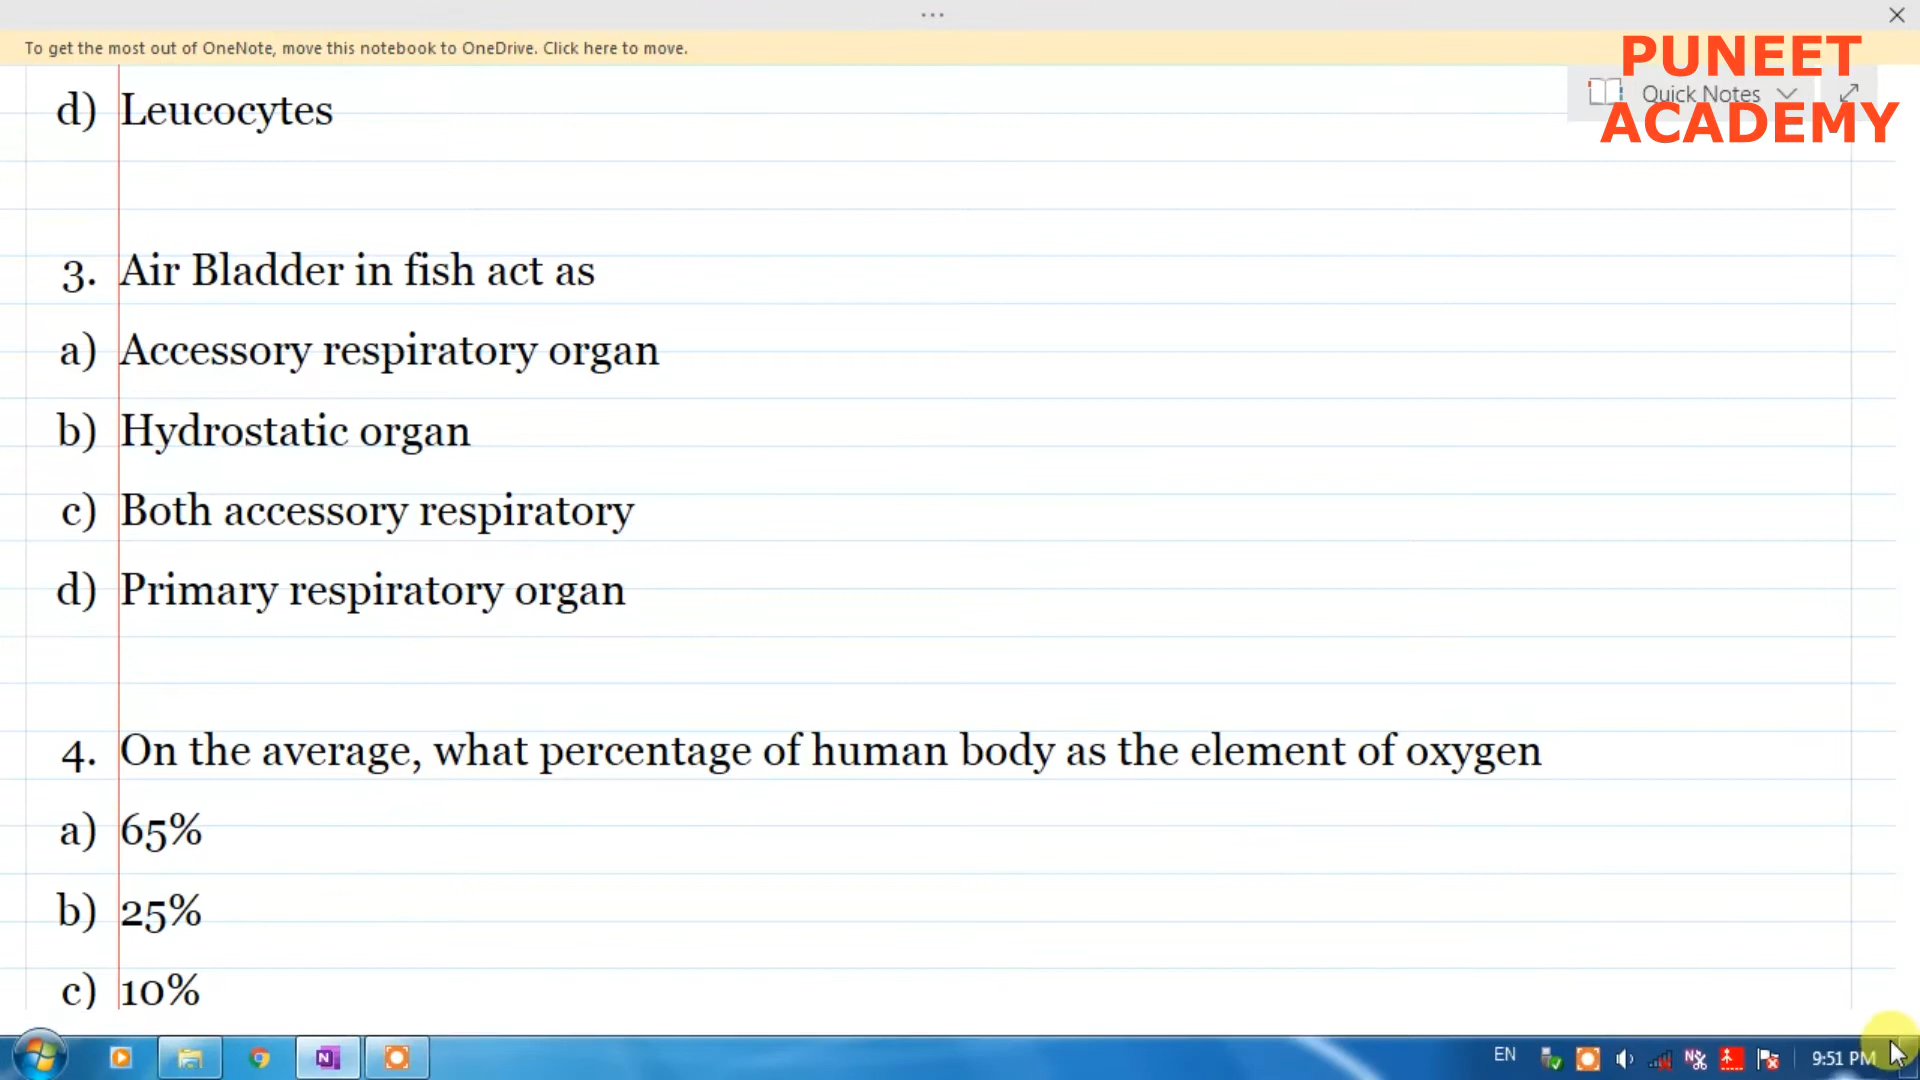 To get the most out of OneNote, move this notebook to OneDrive. Click here to move.
PUNEET
Quick Notes
ACADEMY
d) Leucocytes
3. Air Bladder in fish act as
a) Accessory respiratory organ
b) Hydrostatic organ
c) Both accessory respiratory
d) Primary respiratory organ
4. On the average, what percentage of human body as the element of oxygen
a) 65%
b) 25%
c) 10%
EN
9:51 PM